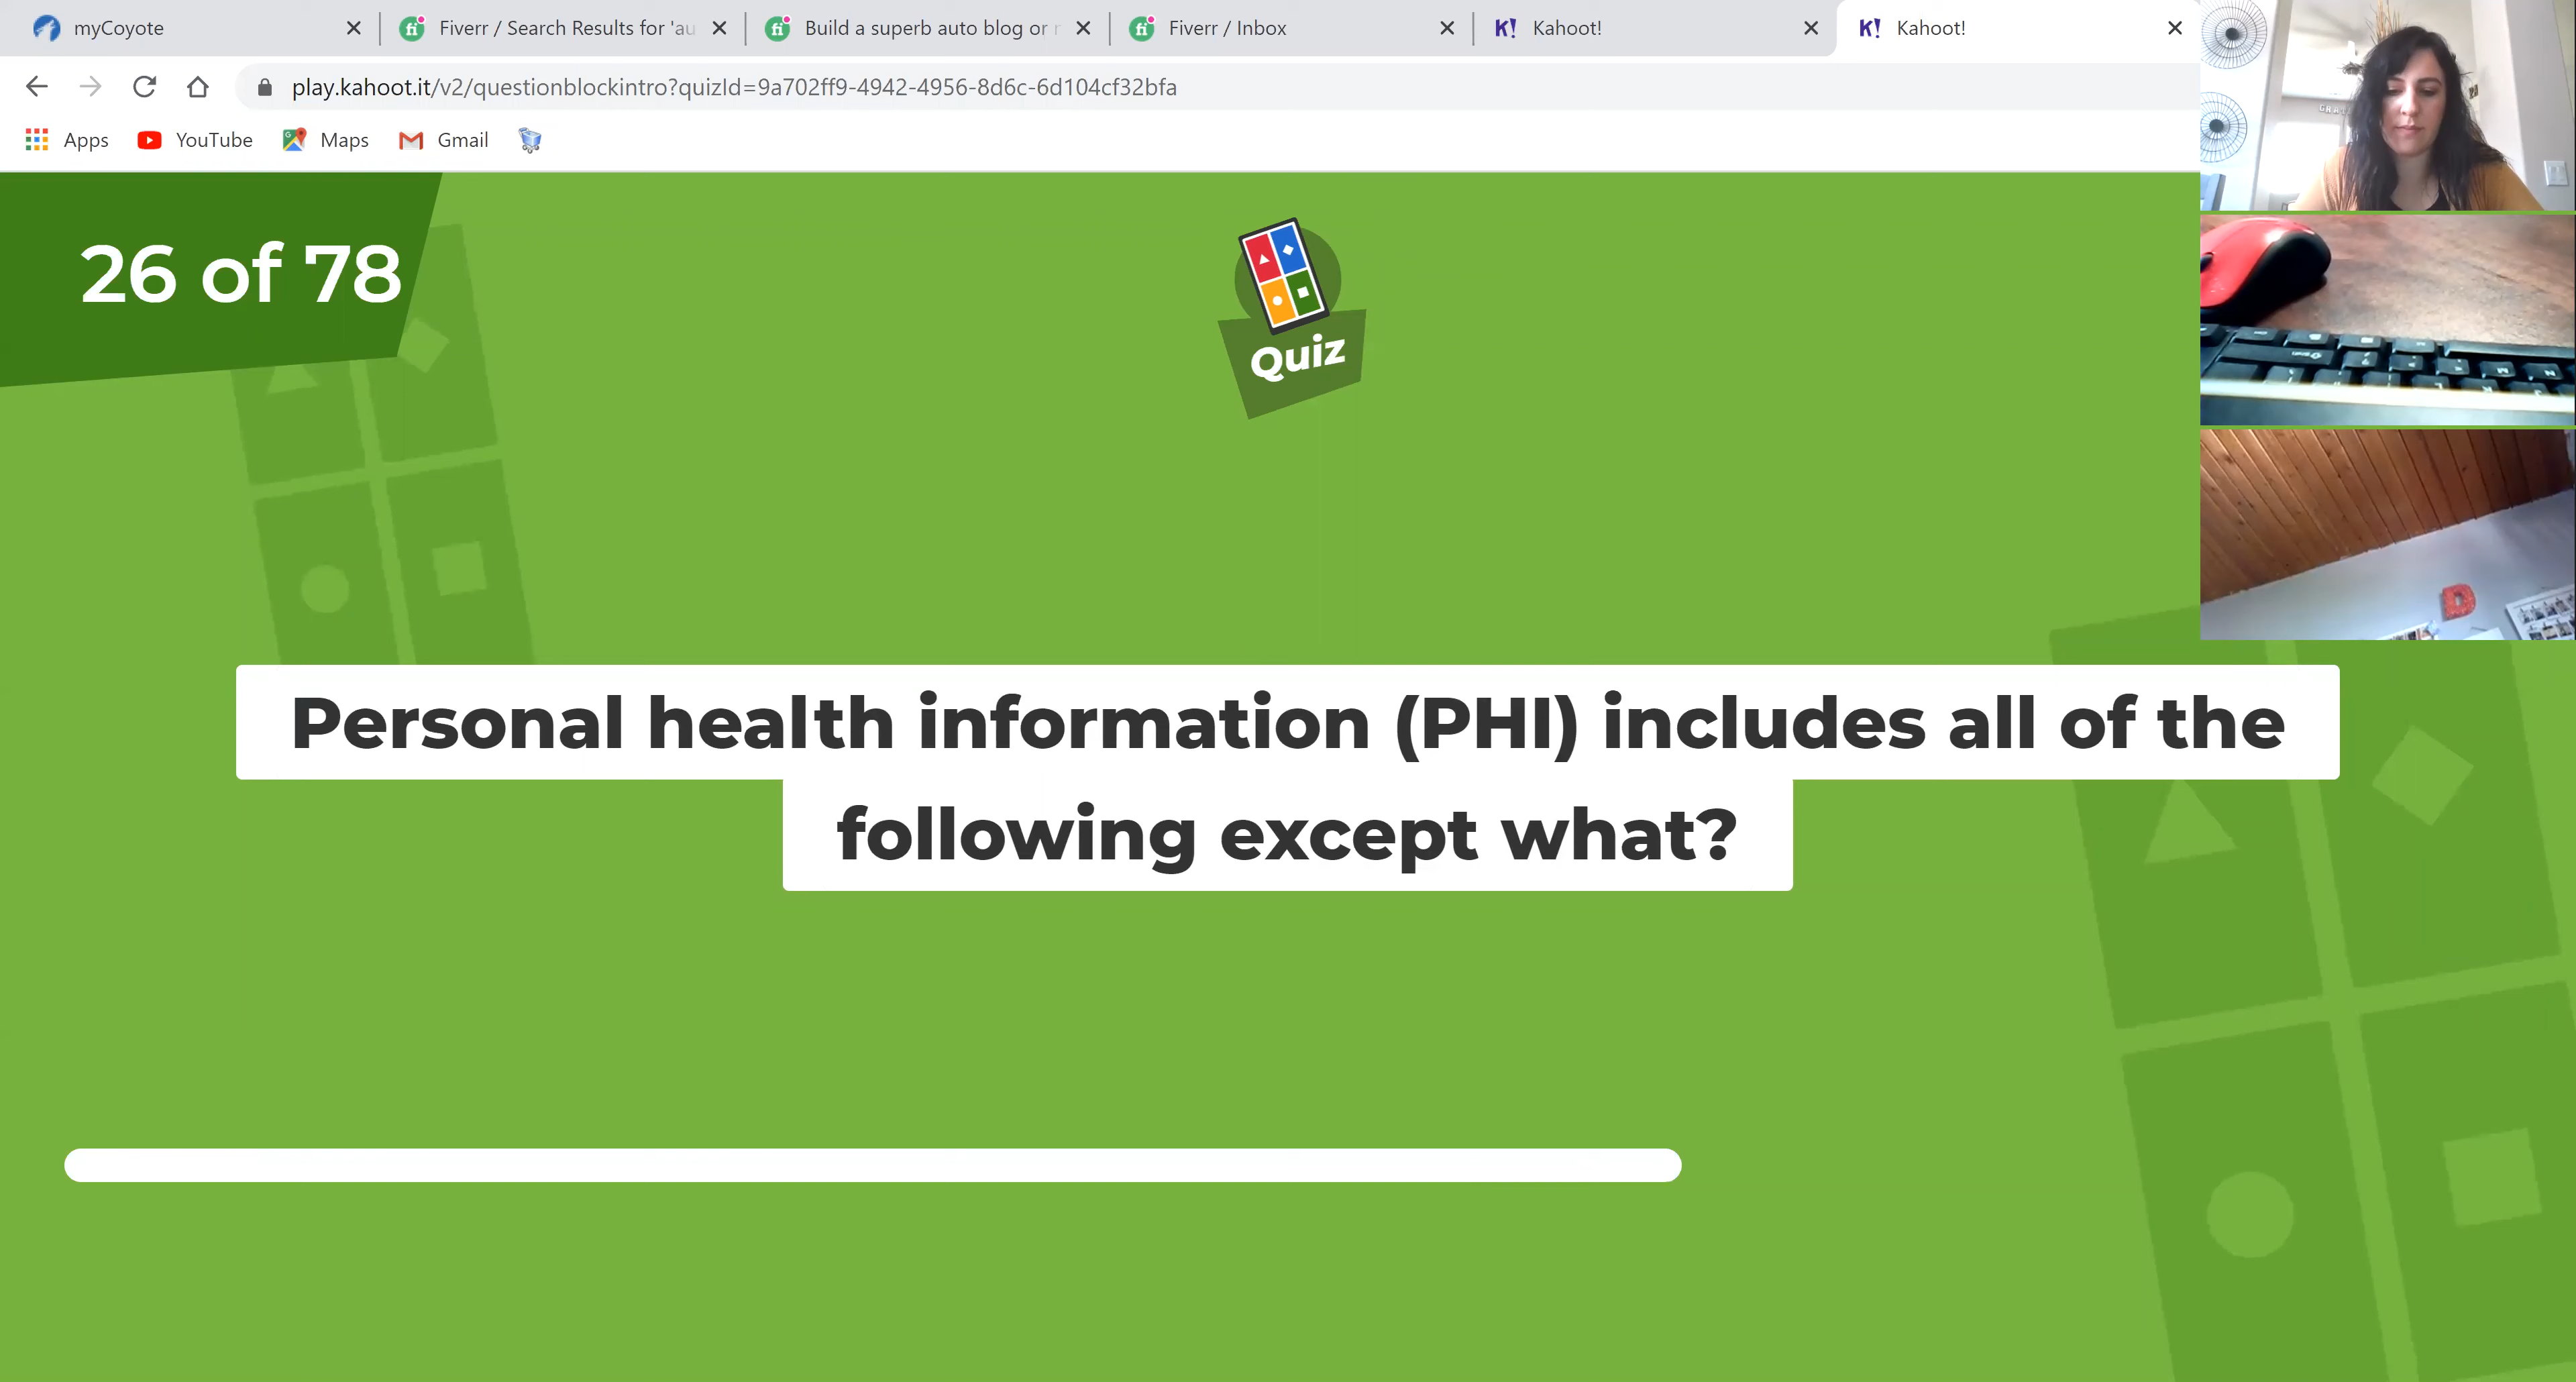 myCoyote
Fiverr / Search Results for 'au
Build a superb auto blog or r
Fiverr / Inbox
Kahoot!
Kahoot!
play.kahoot.it/v2/questionblockintro?quizId=9a702ff9-4942-4956-8d6c-6d104cf32bfa
Apps
YouTube
Maps
Gmail
26 of 78
Quiz
Personal health information (PHI) includes all of the
following except what?
D